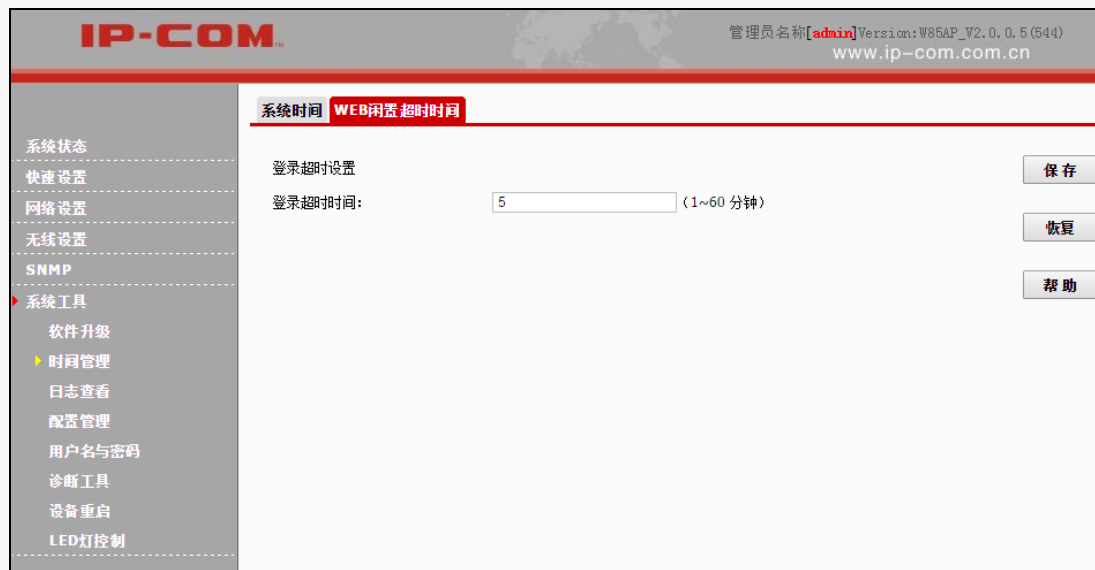 IP-COM™
管理员名称[admin]Version:W85AP_V2.0.0.5(544)
www.ip-com.com.cn
系统时间 WEB闲置超时时间
系统状态
快速设置
网络设置
无线设置
SNMP
系统工具
软件升级
时间管理
日志查看
配置管理
用户名与密码
诊断工具
设备重启
LED灯控制
登录超时设置
登录超时时间: 5 (1~60 分钟)
保存
恢复
帮助